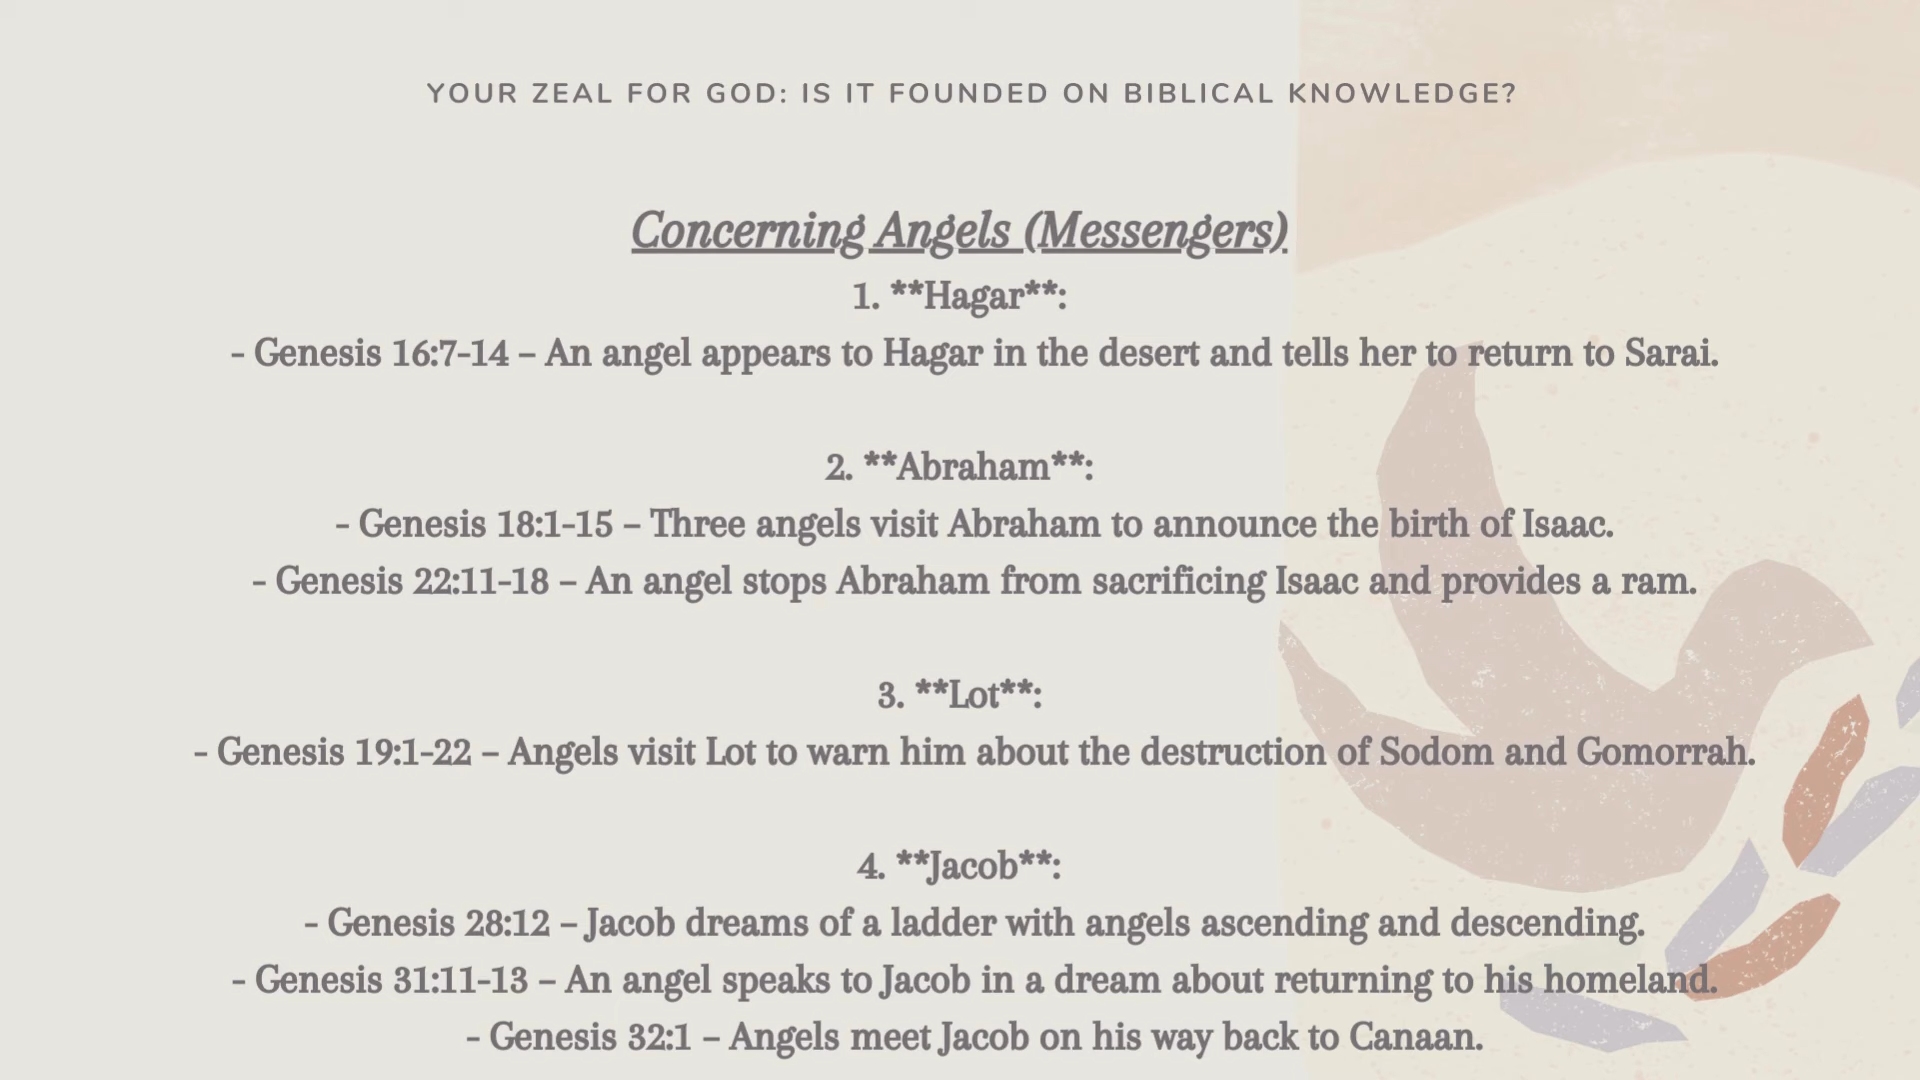 YOUR ZEAL FOR GOD: IS IT FOUNDED ON BIBLICAL KNOWLEDGE?
Concerning Angels (Messengers)
1. **Hagar**:
- Genesis 16:7-14 – An angel appears to Hagar in the desert and tells her to return to Sarai.
2. **Abraham**:
- Genesis 18:1-15 – Three angels visit Abraham to announce the birth of Isaac.
- Genesis 22:11-18 – An angel stops Abraham from sacrificing Isaac and provides a ram.
3. **Lot**:
- Genesis 19:1-22 – Angels visit Lot to warn him about the destruction of Sodom and Gomorrah.
4. **Jacob**:
- Genesis 28:12 – Jacob dreams of a ladder with angels ascending and descending.
- Genesis 31:11-13 – An angel speaks to Jacob in a dream about returning to his homeland.
- Genesis 32:1 – Angels meet Jacob on his way back to Canaan.